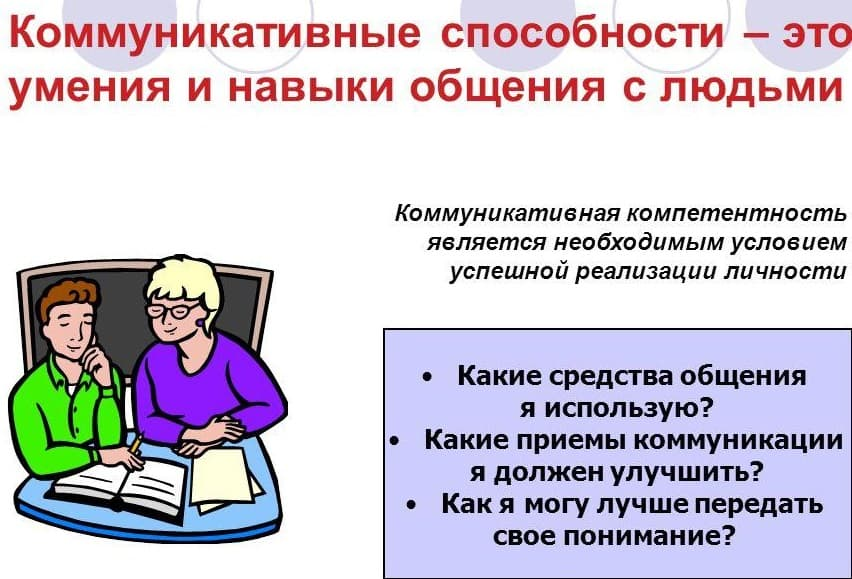 Коммуникативные способности – это
умения и навыки общения с людьми
Коммуникативная компетентность
является необходимым условием
успешной реализации личности
• Какие средства общения
я использую?
• Какие приемы коммуникации
я должен улучшить?
• Как я могу лучше передать
свое понимание?